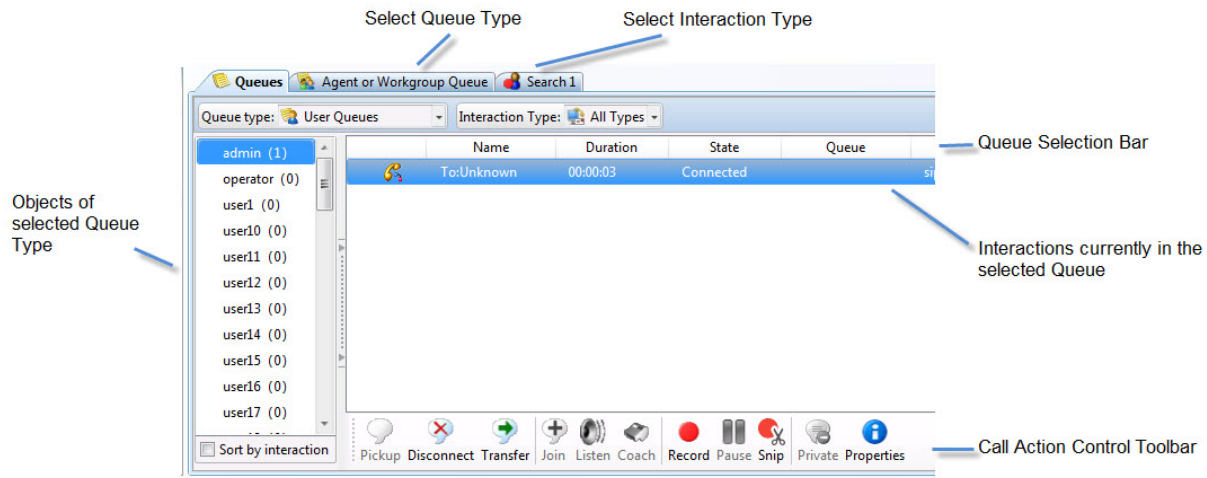 Select Queue Type Select Interaction Type
Queues Agent or Workgroup Queue Search 1
Queue type: User Queues Interaction Type: All Types
Name Duration State Queue
Queue Selection Bar
admin (1)
To:Unknown 00:00:03 Connected
operator (0)
user1 (0)
user10 (0)
user11 (0)
user12 (0)
user13 (0)
user14 (0)
user15 (0)
user16 (0)
user17 (0)
Objects of
selected Queue
Type
Interactions currently in the
selected Queue
Sort by interaction
Pickup Disconnect Transfer Join Listen Coach Record Pause Snip Private Properties
Call Action Control Toolbar